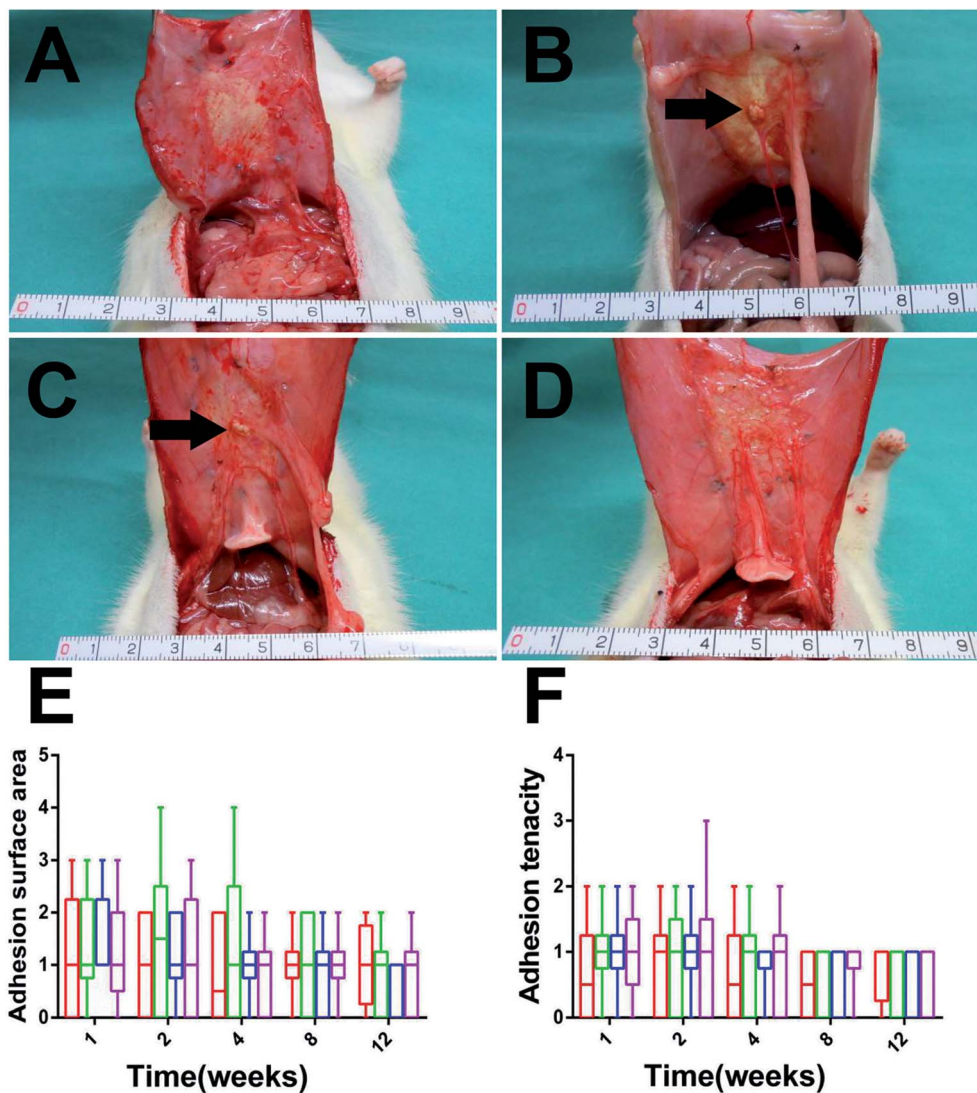 A
B
0 1 2 3 4 5 6 7 8 9
0 1 2 3 4 5 6 7 8 9
C
D
0 1 2 3 4 5 6 7
0 1 2 3 4 5 6 7 8 9
E
F
Adhesion surface area
5
4
3
2
1
0
1 2 4 8 12
Time(weeks)
Adhesion tenacity
4
3
2
1
0
1 2 4 8 12
Time(weeks)